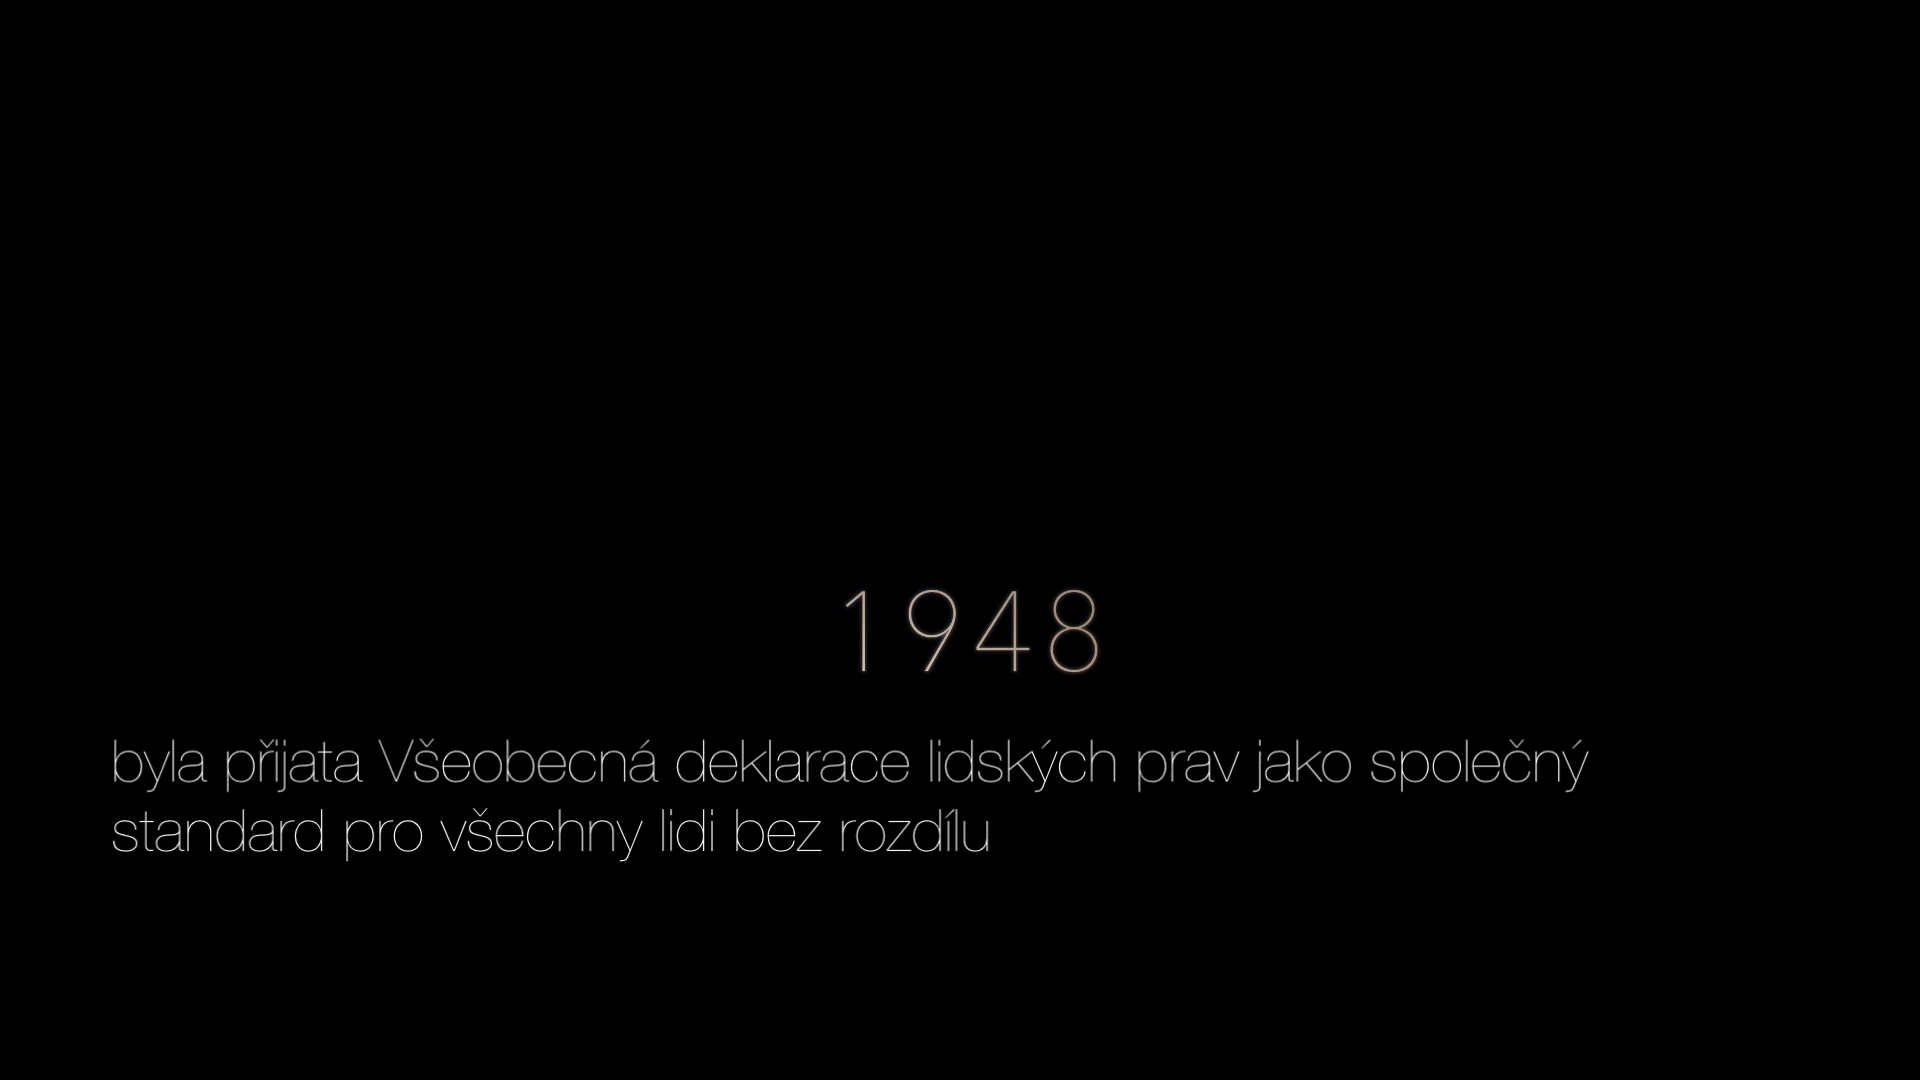 1948
byla přijata Všeobecná deklarace lidských prav jako společný
standard pro všechny lidi bez rozdílu